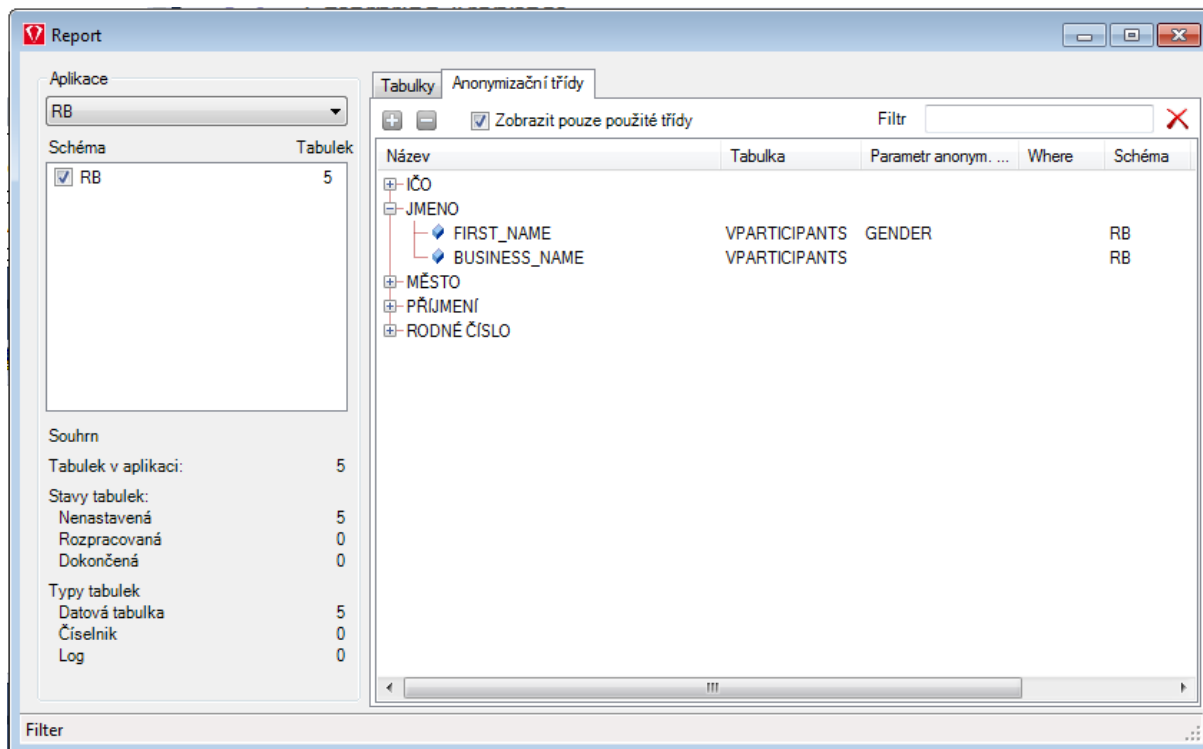 Report
Aplikace
RB
Schéma Tabulek
RB 5
Souhrn
Tabulek v aplikaci: 5
Stavy tabulek:
Nenastavená 5
Rozpracovaná 0
Dokončená 0
Typy tabulek
Datová tabulka 5
Číselnik 0
Log 0
Tabulky Anonymizační třídy
Zobrazit pouze použité třídy Filtr
Název Tabulka Parametr anonym. ... Where Schéma
IČO
JMENO
FIRST_NAME VPARTICIPANTS GENDER RB
BUSINESS_NAME VPARTICIPANTS RB
MĚSTO
PŘÍJMENÍ
RODNÉ ČÍSLO
Filter